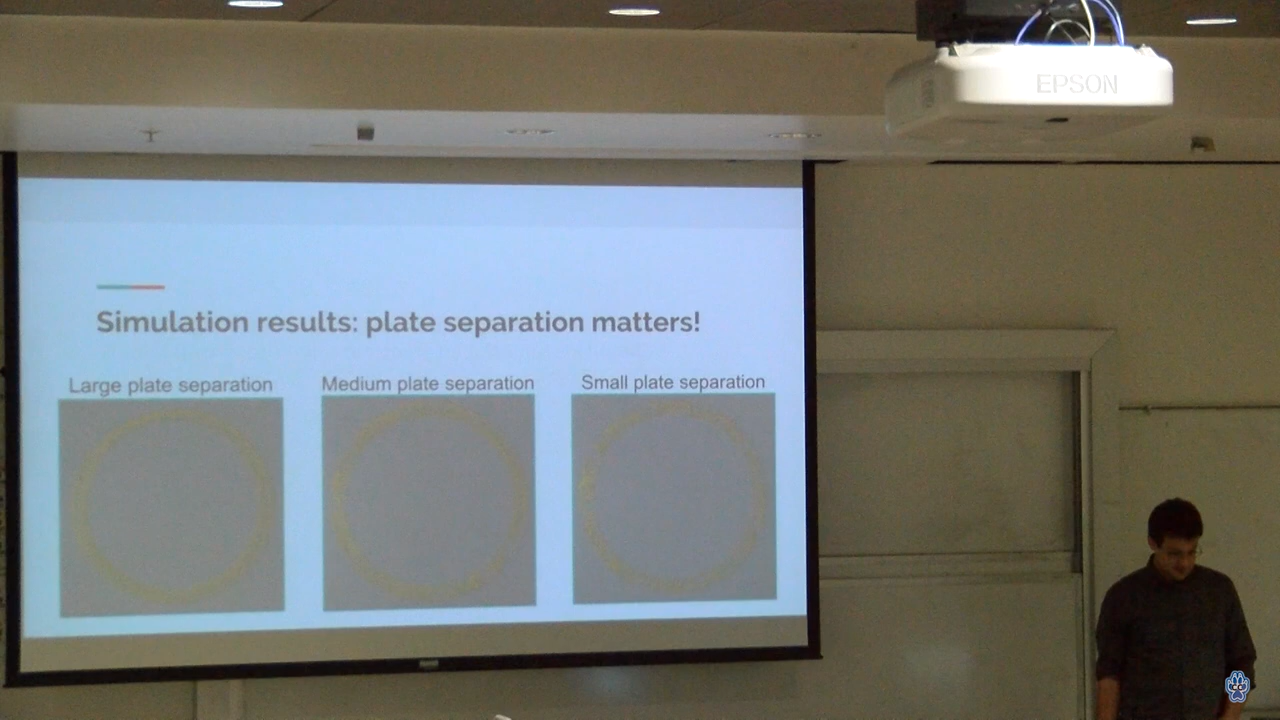 EPSON
Simulation results: plate separation matters!
Large plate separation
Medium plate separation
Small plate separation